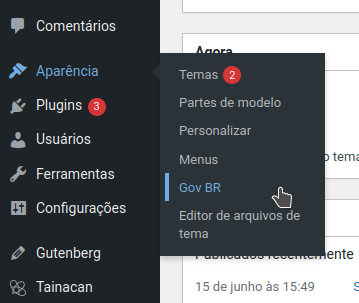 Comentários
Agora
Aparência
Temas 2
Partes de modelo
Plugins 3
Personalizar
Usuários
Menus
o tema
Ferramentas
Gov BR
Configurações
Editor de arquivos de
tema
Gutenberg
Publicados recentemente
Tainacan
15 de junho às 15:49